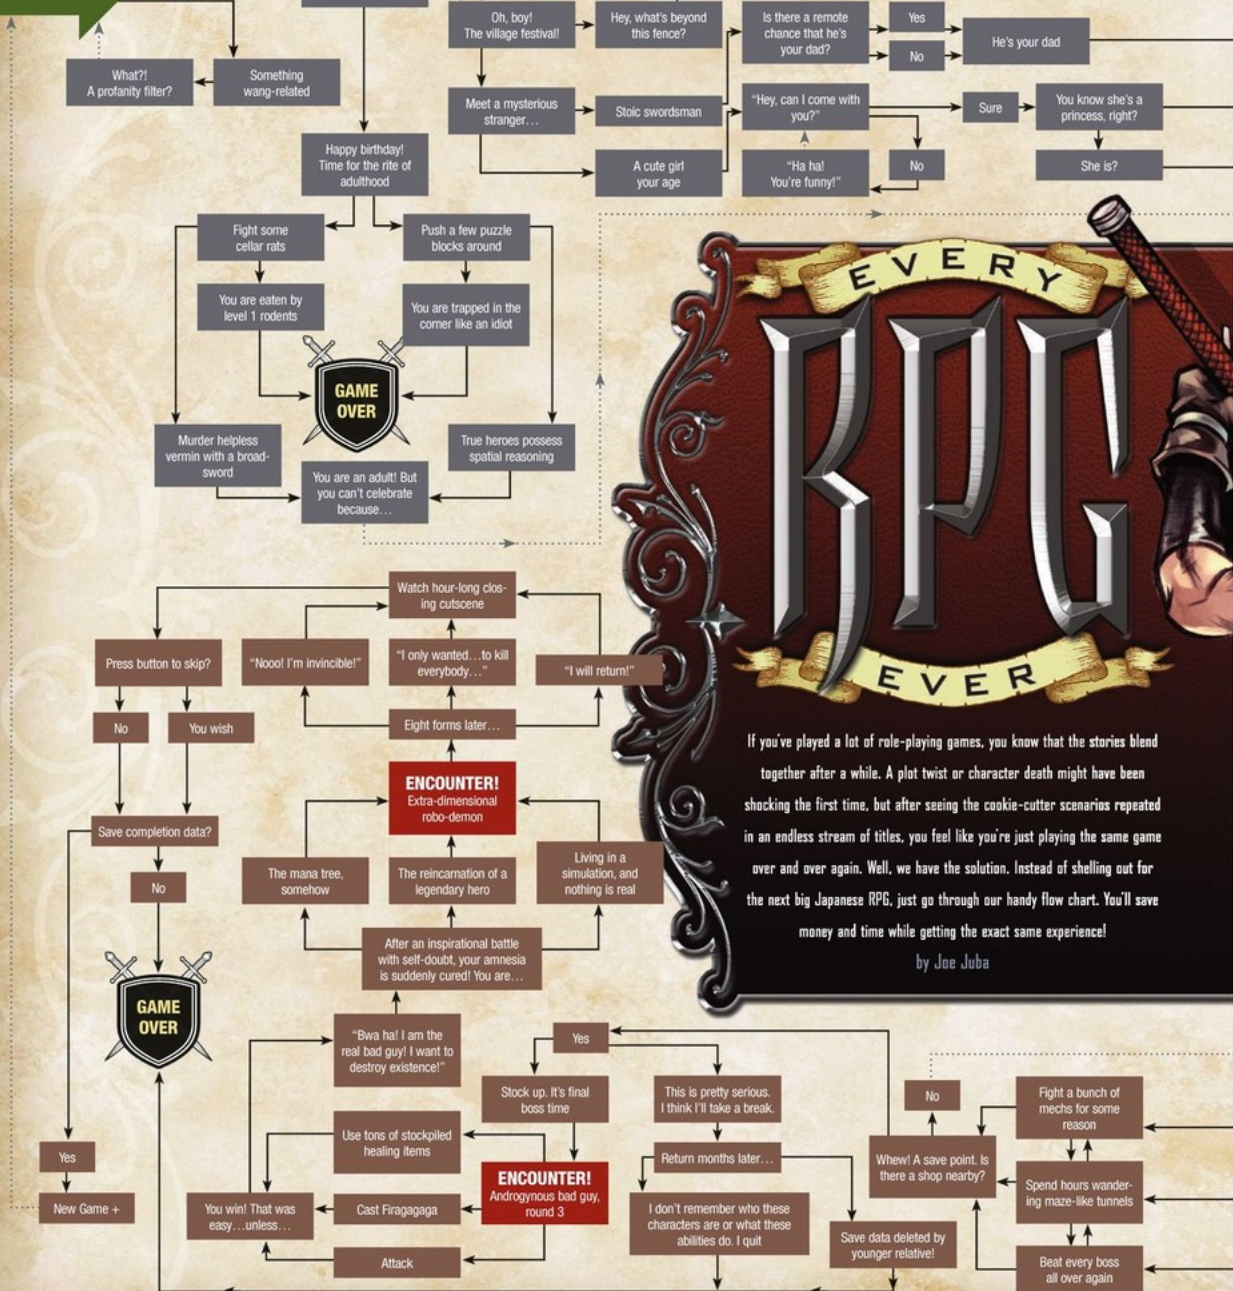 Oh, boy!
The village festival!
Hey, what's beyond
this fence?
Is there a remote
chance that he's
your dad?
Yes
No
He's your dad
What?!
A profanity filter?
Something
wang-related
Meet a mysterious
stranger…
Stoic swordsman
"Hey, can I come with
you?"
Sure
You know she's a
princess, right?
A cute girl
your age
"Ha ha!
You're funny!"
No
She is?
Happy birthday!
Time for the rite of
adulthood
Fight some
cellar rats
Push a few puzzle
blocks around
You are eaten by
level 1 rodents
You are trapped in the
corner like an idiot
GAME
OVER
Murder helpless
vermin with a broad-
sword
True heroes possess
spatial reasoning
You are an adult! But
you can't celebrate
because…
EVERY
RPG
EVER
If you've played a lot of role-playing games, you know that the stories blend
together after a while. A plot twist or character death might have been
shocking the first time, but after seeing the cookie-cutter scenarios repeated
in an endless stream of titles, you feel like you're just playing the same game
over and over again. Well, we have the solution. Instead of shelling out for
the next big Japanese RPG, just go through our handy flow chart. You'll save
money and time while getting the exact same experience!
by Joe Juba
Watch hour-long clos-
ing cutscene
Press button to skip?
"Nooo! I'm invincible!"
"I only wanted…to kill
everybody…"
"I will return!"
No
You wish
Eight forms later…
ENCOUNTER!
Extra-dimensional
robo-demon
Save completion data?
No
The mana tree,
somehow
The reincarnation of a
legendary hero
Living in a
simulation, and
nothing is real
After an inspirational battle
with self-doubt, your amnesia
is suddenly cured! You are…
GAME
OVER
"Bwa ha! I am the
real bad guy! I want to
destroy existence!"
Yes
Stock up. It's final
boss time
This is pretty serious.
I think I'll take a break.
No
Fight a bunch of
mechs for some
reason
Use tons of stockpiled
healing items
Return months later…
Whew! A save point. Is
there a shop nearby?
Yes
New Game +
You win! That was
easy…unless…
Cast Firagagaga
ENCOUNTER!
Androgynous bad guy,
round 3
I don't remember who these
characters are or what these
abilities do. I quit
Spend hours wander-
ing maze-like tunnels
Attack
Save data deleted by
younger relative!
Beat every boss
all over again